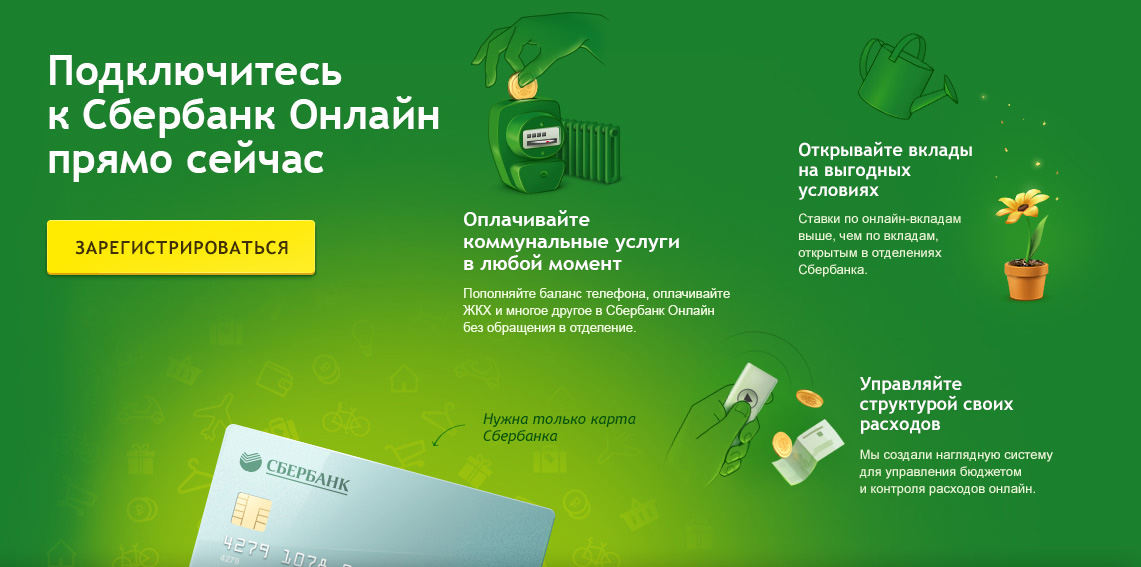 Подключитесь
к Сбербанк Онлайн
прямо сейчас
ЗАРЕГИСТРИРОВАТЬСЯ
Оплачивайте
коммунальные услуги
в любой момент
Пополняйте баланс телефона, оплачивайте
ЖКХ и многое другое в Сбербанк Онлайн
без обращения в отделение.
Открывайте вклады
на выгодных
условиях
Ставки по онлайн-вкладам
выше, чем по вкладам,
открытым в отделениях
Сбербанка.
Управляйте
структурой своих
расходов
Мы создали наглядную систему
для управления бюджетом
и контроля расходов онлайн.
Нужна только карта
Сбербанка
СБЕРБАНК
4279
4279